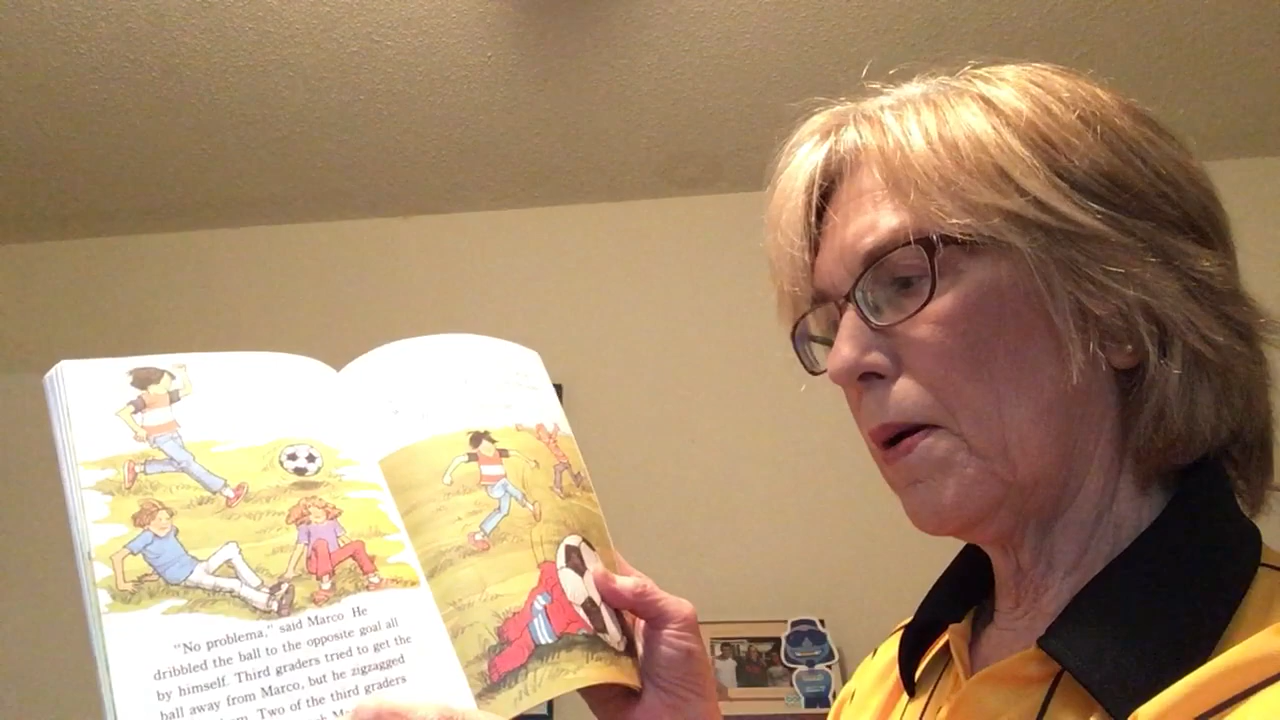 "No problema," said Marco. He
dribbled the ball to the opposite goal all
by himself. Third graders tried to get the
ball away from Marco, but he zigzagged
Two of the third graders